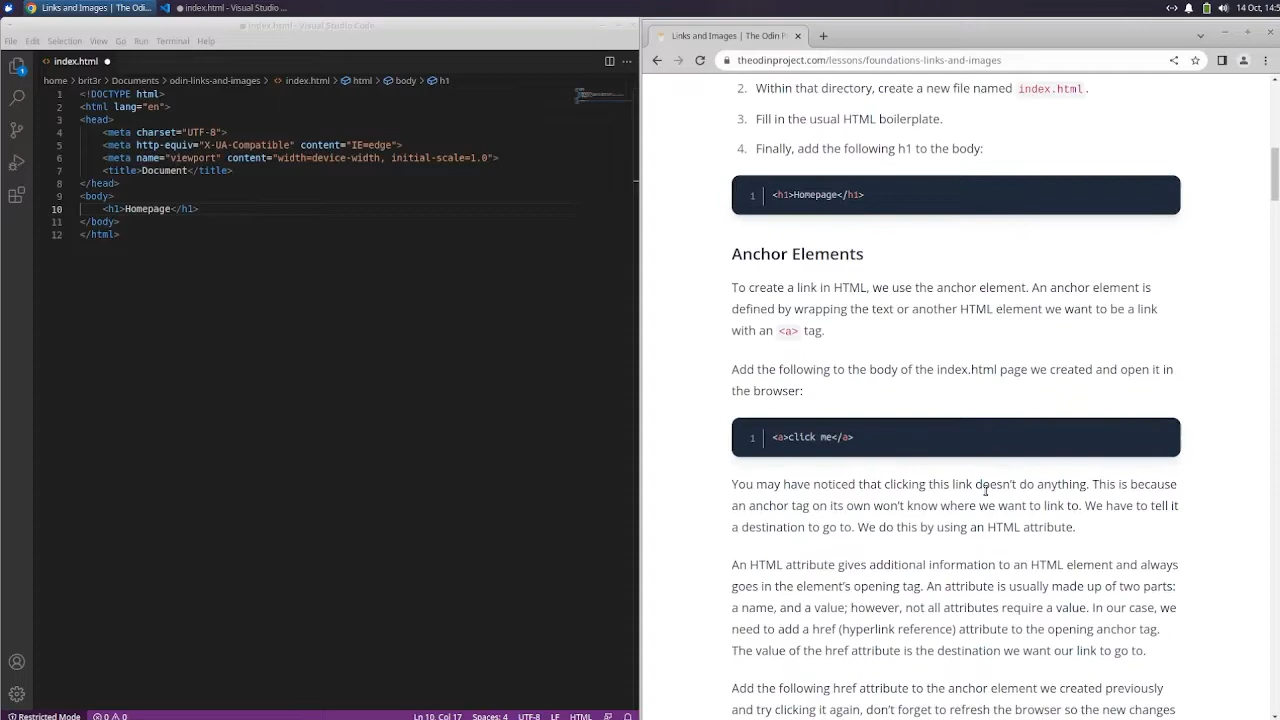 Links and Images | The Odi...
index.html - Visual Studio ...
14 Oct, 14:5
index.html - Visual Studio Code
File Edit Selection View Go Run Terminal Help
index.html
home > brit3r > Documents > odin-links-and-images > index.html > html > body > h1
1 <!DOCTYPE html>
2 <html lang="en">
3 <head>
4 <meta charset="UTF-8">
5 <meta http-equiv="X-UA-Compatible" content="IE=edge">
6 <meta name="viewport" content="width=device-width, initial-scale=1.0">
7 <title>Document</title>
8 </head>
9 <body>
10 <h1>Homepage</h1>
11 </body>
12 </html>
1
Restricted Mode 0 0 Ln 10, Col 17 Spaces: 4 UTF-8 LF HTML
Links and Images | The Odin P
theodinproject.com/lessons/foundations-links-and-images
2. Within that directory, create a new file named index.html.
3. Fill in the usual HTML boilerplate.
4. Finally, add the following h1 to the body:
1 <h1>Homepage</h1>
Anchor Elements
To create a link in HTML, we use the anchor element. An anchor element is
defined by wrapping the text or another HTML element we want to be a link
with an <a> tag.
Add the following to the body of the index.html page we created and open it in
the browser:
1 <a>click me</a>
You may have noticed that clicking this link doesn't do anything. This is because
an anchor tag on its own won't know where we want to link to. We have to tell it
a destination to go to. We do this by using an HTML attribute.
An HTML attribute gives additional information to an HTML element and always
goes in the element's opening tag. An attribute is usually made up of two parts:
a name, and a value; however, not all attributes require a value. In our case, we
need to add a href (hyperlink reference) attribute to the opening anchor tag.
The value of the href attribute is the destination we want our link to go to.
Add the following href attribute to the anchor element we created previously
and try clicking it again, don't forget to refresh the browser so the new changes